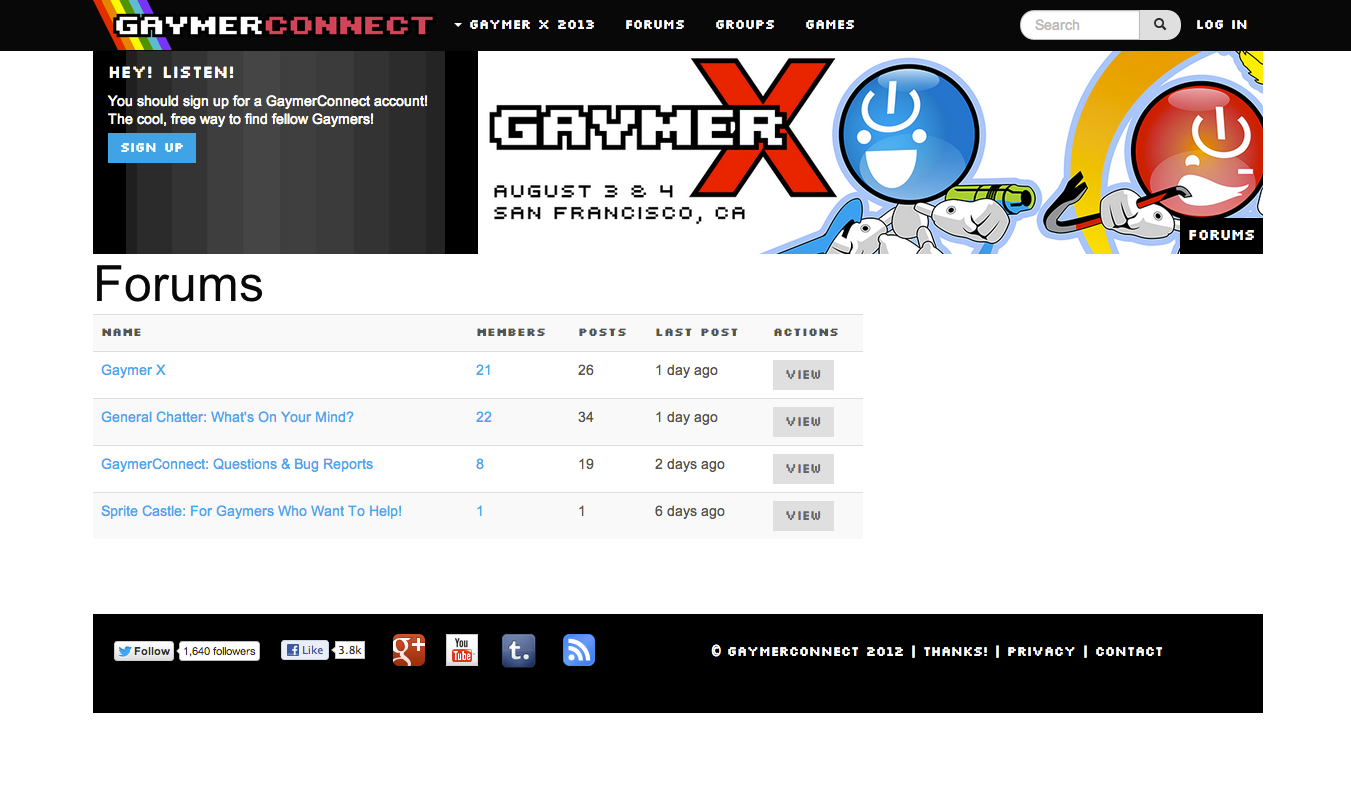 GAYMERCONNECT
GAYMER X 2013 FORUMS GROUPS GAMES
Search
LOG IN
HEY! LISTEN!
You should sign up for a GaymerConnect account!
The cool, free way to find fellow Gaymers!
SIGN UP
GAYMER X
AUGUST 3 & 4
SAN FRANCISCO, CA
FORUMS
Forums
NAME MEMBERS POSTS LAST POST ACTIONS
Gaymer X 21 26 1 day ago VIEW
General Chatter: What's On Your Mind? 22 34 1 day ago VIEW
GaymerConnect: Questions & Bug Reports 8 19 2 days ago VIEW
Sprite Castle: For Gaymers Who Want To Help! 1 1 6 days ago VIEW
Follow 1,640 followers Like 3.8k g+ You Tube t. © GAYMERCONNECT 2012 | THANKS! | PRIVACY | CONTACT